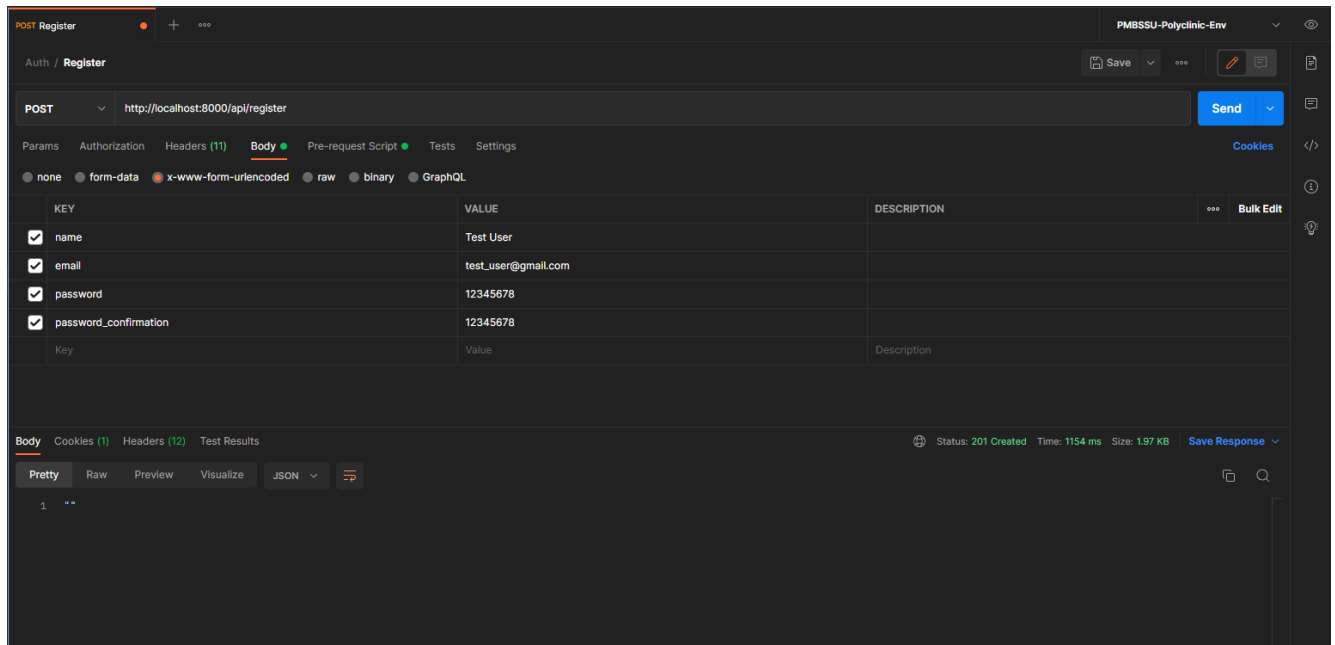 POST Register
PMBSSU-Polyclinic-Env
Auth / Register
Save
POST http://localhost:8000/api/register
Send
Params Authorization Headers (11) Body Pre-request Script Tests Settings
Cookies
none form-data x-www-form-urlencoded raw binary GraphQL
KEY VALUE DESCRIPTION Bulk Edit
name Test User
email test_user@gmail.com
password 12345678
password_confirmation 12345678
Key Value Description
Body Cookies (1) Headers (12) Test Results
Status: 201 Created Time: 1154 ms Size: 1.97 KB Save Response
Pretty Raw Preview Visualize JSON
1 ""